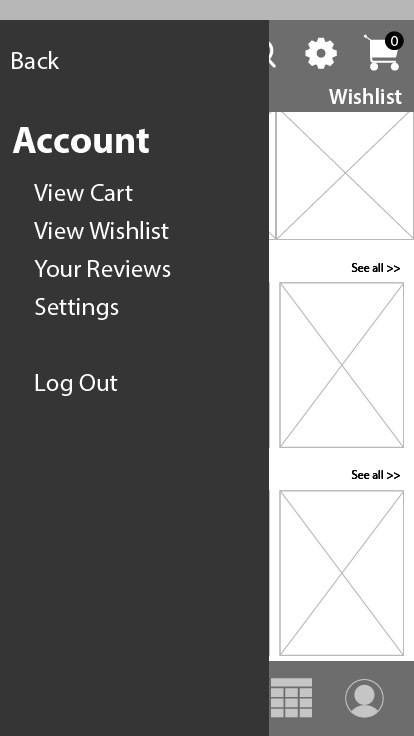 Back
0
Wishlist
Account
View Cart
View Wishlist
Your Reviews
Settings
Log Out
See all >>
See all >>